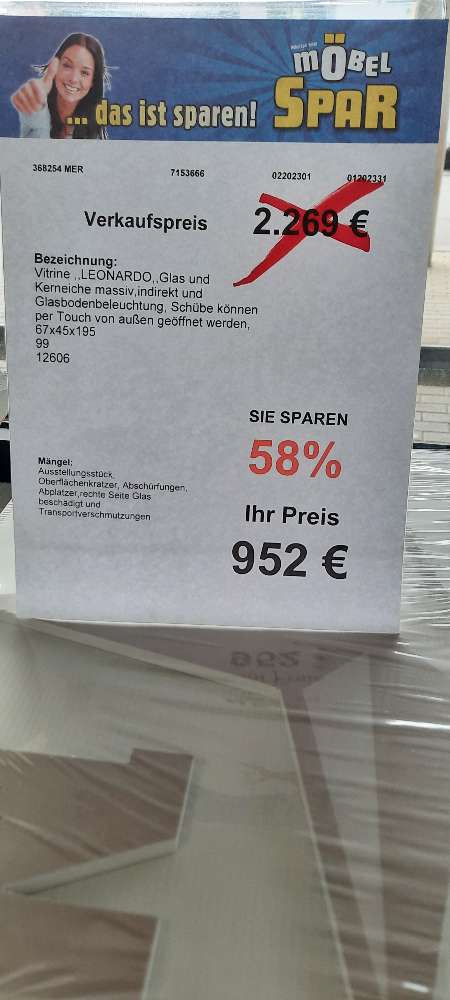 ... das ist sparen!
MÖBEL
SPAR
368254 MER 7153666 02202301 01202331
Verkaufspreis 2.269 €
Bezeichnung:
Vitrine ,,LEONARDO,,Glas und
Kerneiche massiv,indirekt und
Glasbodenbeleuchtung, Schübe können
per Touch von außen geöffnet werden,
67x45x195
99
12606
SIE SPAREN
58%
Mängel:
Ausstellungsstück,
Oberflächenkratzer, Abschürfungen,
Abplatzer,rechte Seite Glas
beschädigt und
Transportverschmutzungen
Ihr Preis
952 €